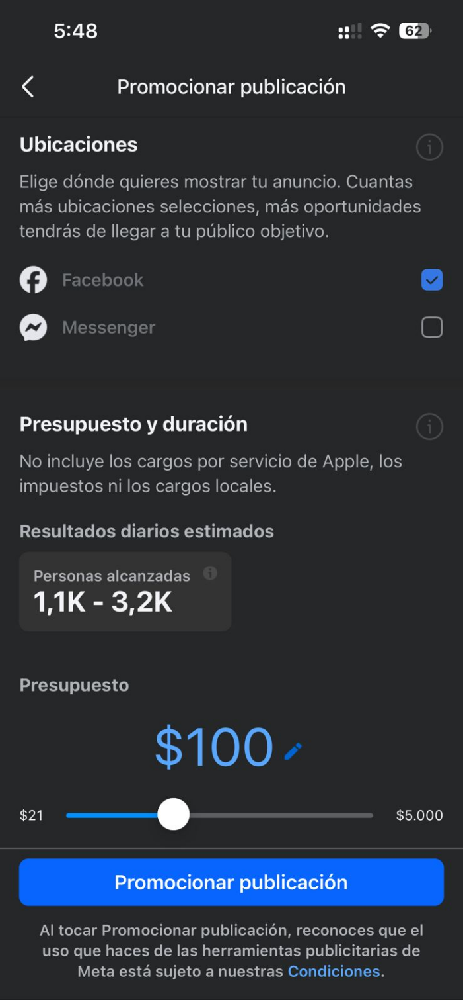 5:48
62
Promocionar publicación
Ubicaciones
Elige dónde quieres mostrar tu anuncio. Cuantas
más ubicaciones selecciones, más oportunidades
tendrás de llegar a tu público objetivo.
Facebook
Messenger
Presupuesto y duración
No incluye los cargos por servicio de Apple, los
impuestos ni los cargos locales.
Resultados diarios estimados
Personas alcanzadas
1,1K - 3,2K
Presupuesto
$100
$21
$5.000
Promocionar publicación
Al tocar Promocionar publicación, reconoces que el
uso que haces de las herramientas publicitarias de
Meta está sujeto a nuestras Condiciones.